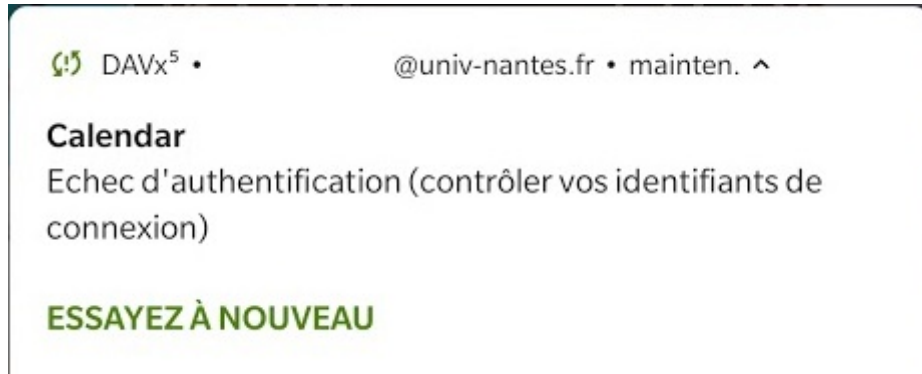 DAVx⁵ • @univ-nantes.fr • mainten.
Calendar
Echec d'authentification (contrôler vos identifiants de
connexion)
ESSAYEZ À NOUVEAU